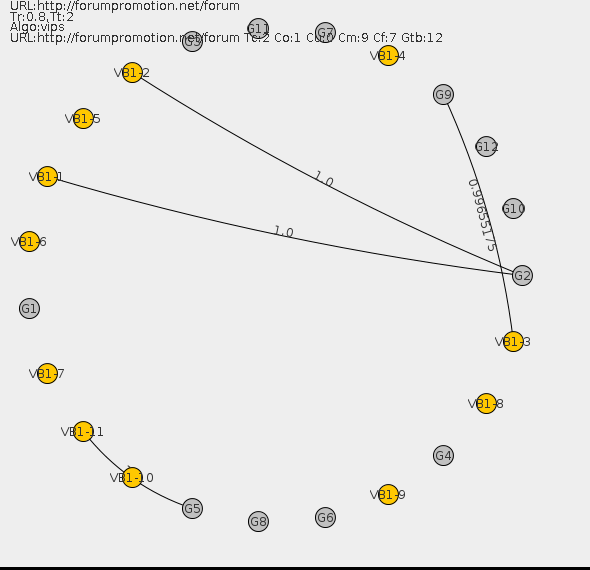 URL:http://forumpromotion.net/forum
Tr:0.8,Tt:2
Algo:vips
URL:http://forumpromotion.net/forum Tc:2 Co:1 Cu:0 Cm:9 Cf:7 Gtb:12
G11
G7
G3
VB1-4
VB1-2
G9
VB1-5
G12
VB1-1
1.0
0.99655175
G10
1.0
VB1-6
G2
G1
VB1-3
VB1-7
VB1-8
VB1-11
G4
VB1-10
VB1-9
G5
G6
G8